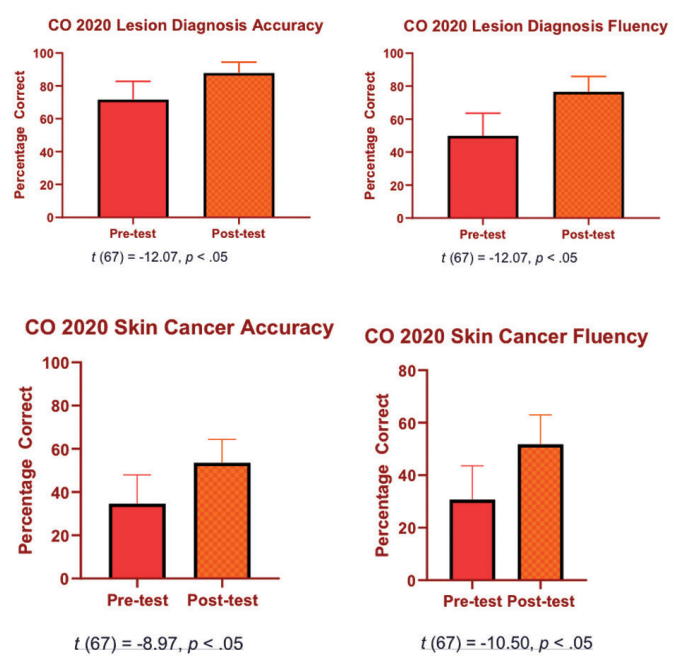 CO 2020 Lesion Diagnosis Accuracy
Percentage Correct
100
80
60
40
20
0
Pre-test Post-test
t (67) = -12.07, p < .05
CO 2020 Lesion Diagnosis Fluency
Percentage Correct
100
80
60
40
20
0
Pre-test Post-test
t (67) = -12.07, p < .05
CO 2020 Skin Cancer Accuracy
Percentage Correct
100
80
60
40
20
0
Pre-test Post-test
t (67) = -8.97, p < .05
CO 2020 Skin Cancer Fluency
Percentage Correct
80
60
40
20
0
Pre-test Post-test
t (67) = -10.50, p < .05